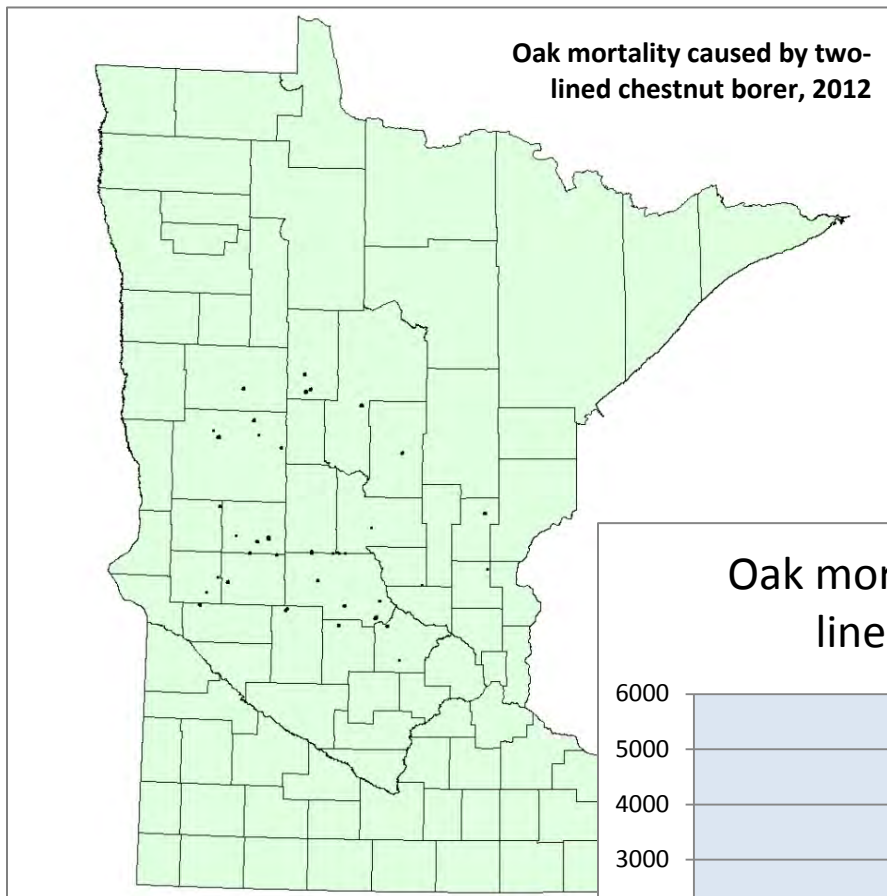 Oak mortality caused by two-
lined chestnut borer, 2012
Oak mor
line
6000
5000
4000
3000